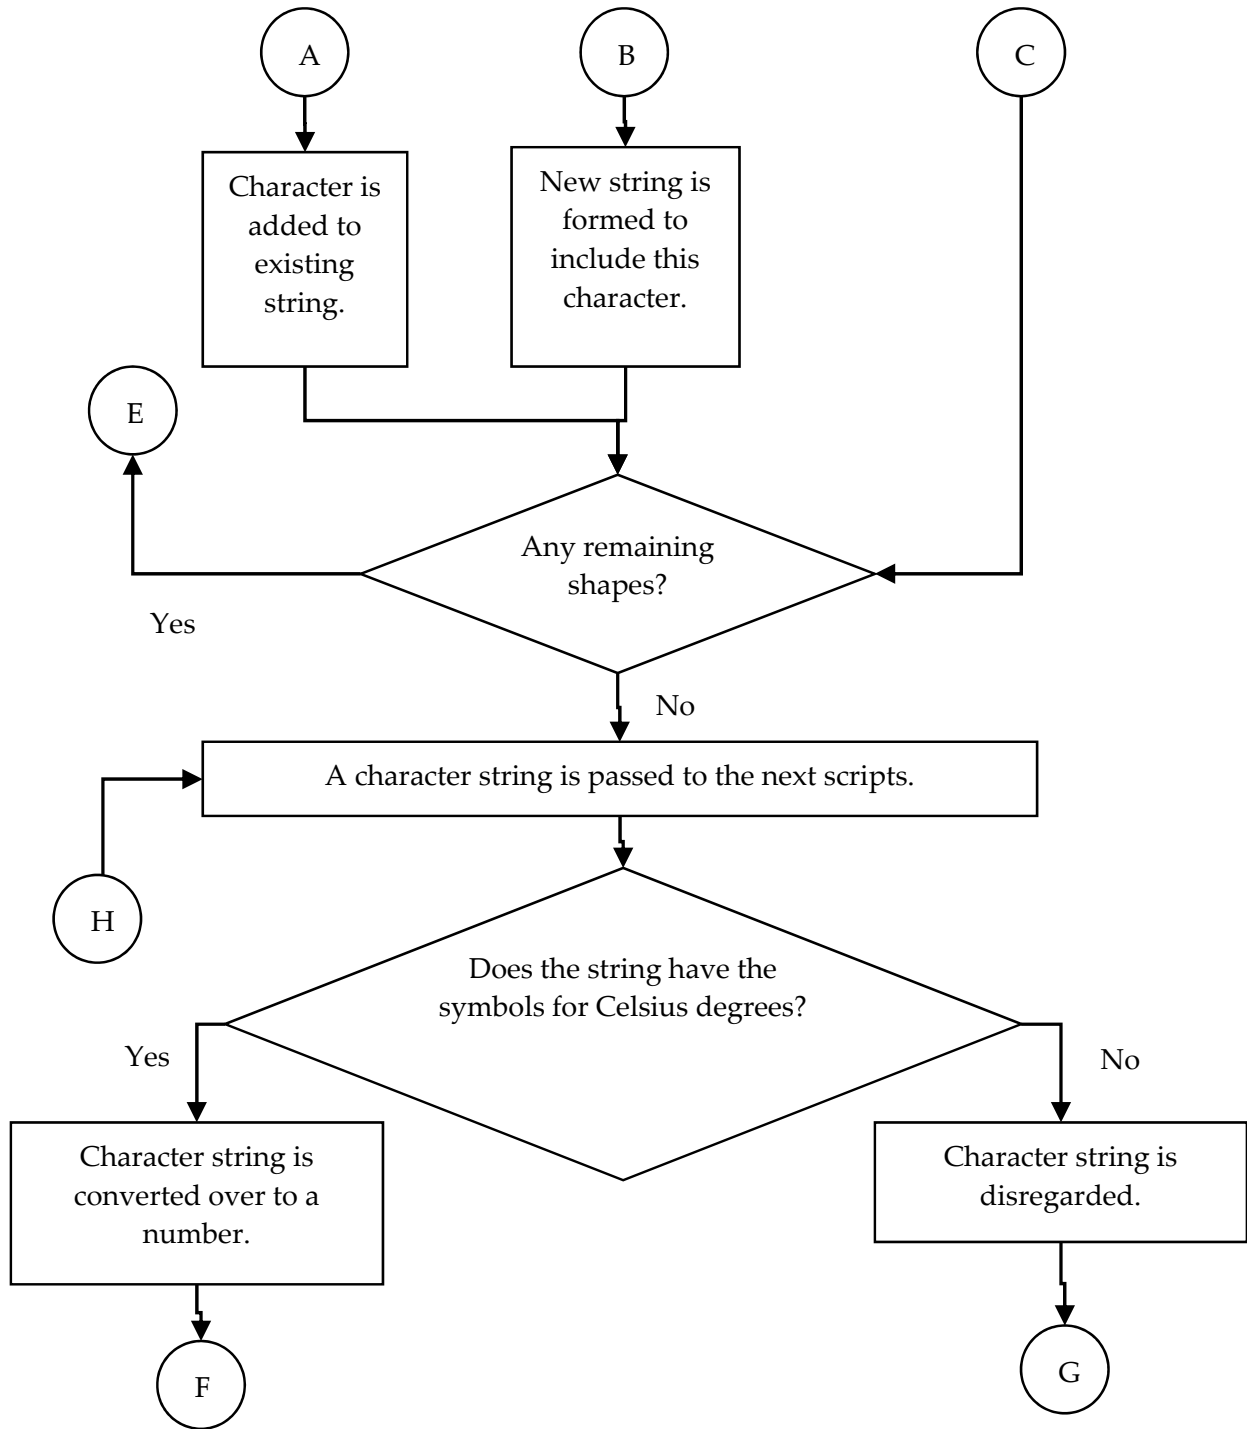 A
B
C
Character is
added to
existing
string.
New string is
formed to
include this
character.
E
Any remaining
shapes?
Yes
No
A character string is passed to the next scripts.
H
Does the string have the
symbols for Celsius degrees?
Yes
No
Character string is
converted over to a
number.
Character string is
disregarded.
F
G